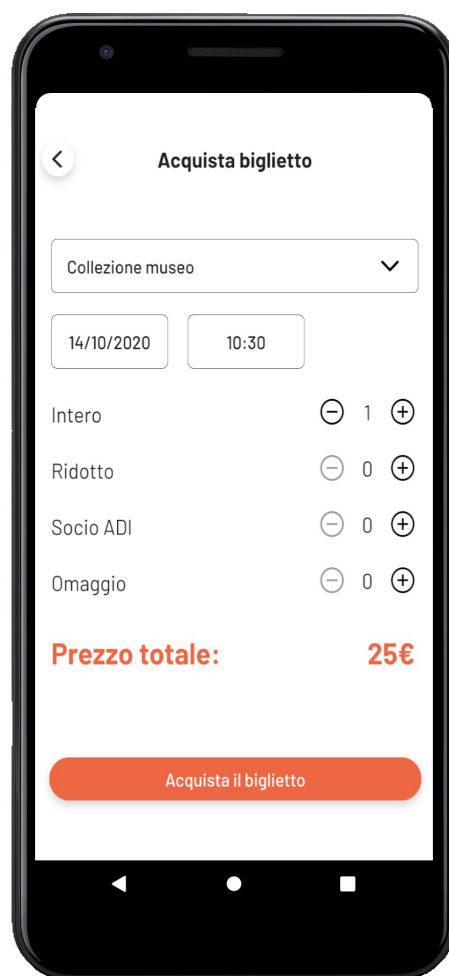 Acquista biglietto
Collezione museo
14/10/2020 10:30
Intero 1
Ridotto 0
Socio ADI 0
Omaggio 0
Prezzo totale: 25€
Acquista il biglietto